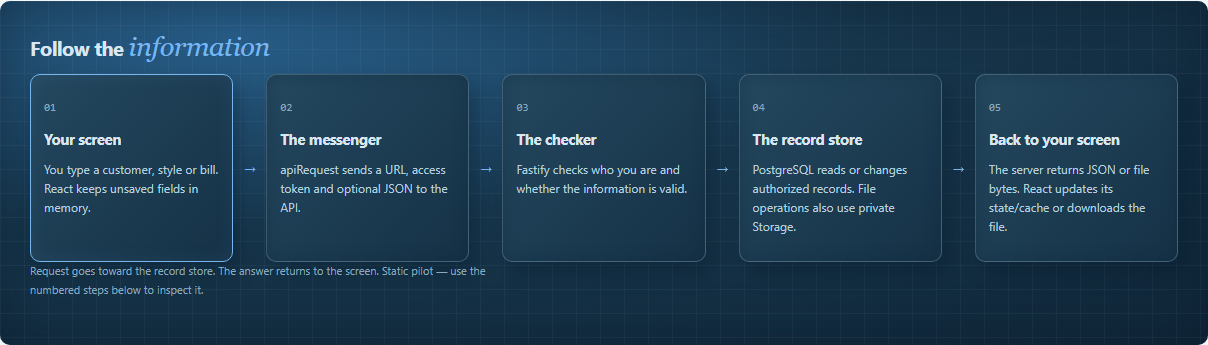 Follow the information
01
Your screen
You type a customer, style or bill.
React keeps unsaved fields in
memory.
→
02
The messenger
apiRequest sends a URL, access
token and optional JSON to the
API.
→
03
The checker
Fastify checks who you are and
whether the information is valid.
→
04
The record store
PostgreSQL reads or changes
authorized records. File
operations also use private
Storage.
→
05
Back to your screen
The server returns JSON or file
bytes. React updates its
state/cache or downloads the
file.
Request goes toward the record store. The answer returns to the screen. Static pilot — use the
numbered steps below to inspect it.